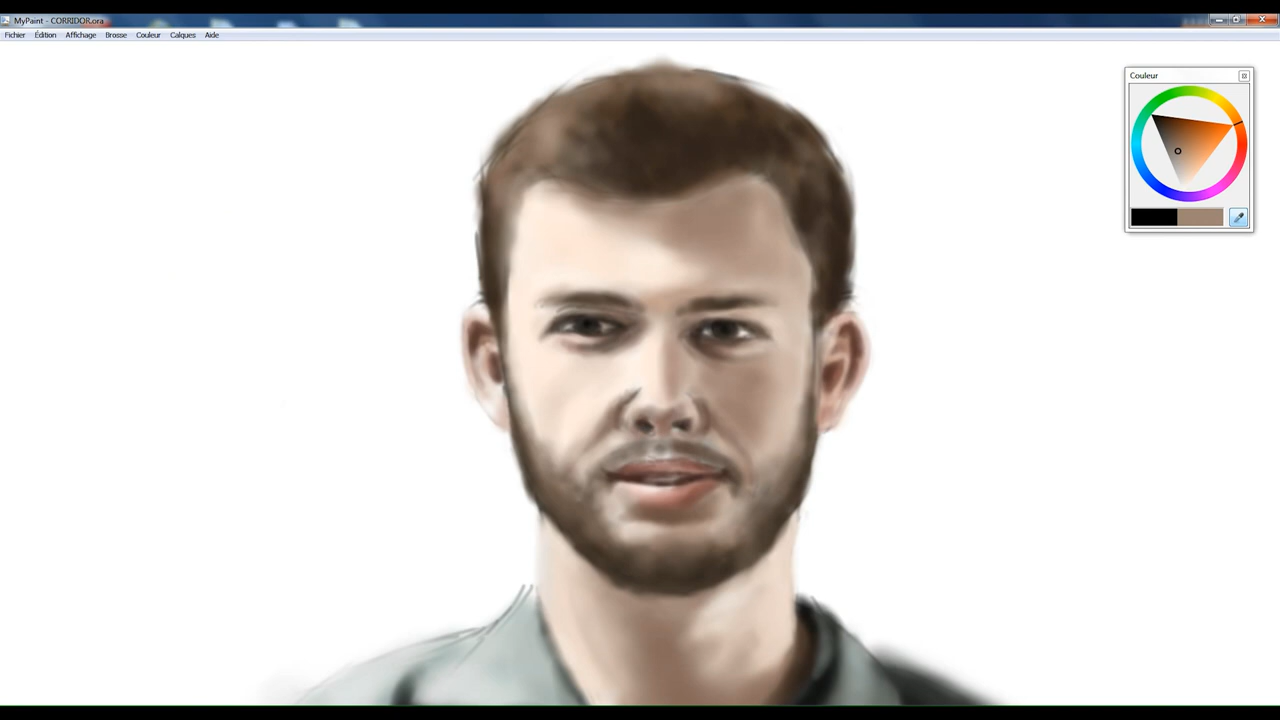 MyPaint - CORRIDOR.ora
Fichier Édition Affichage Brosse Couleur Calques Aide
Couleur